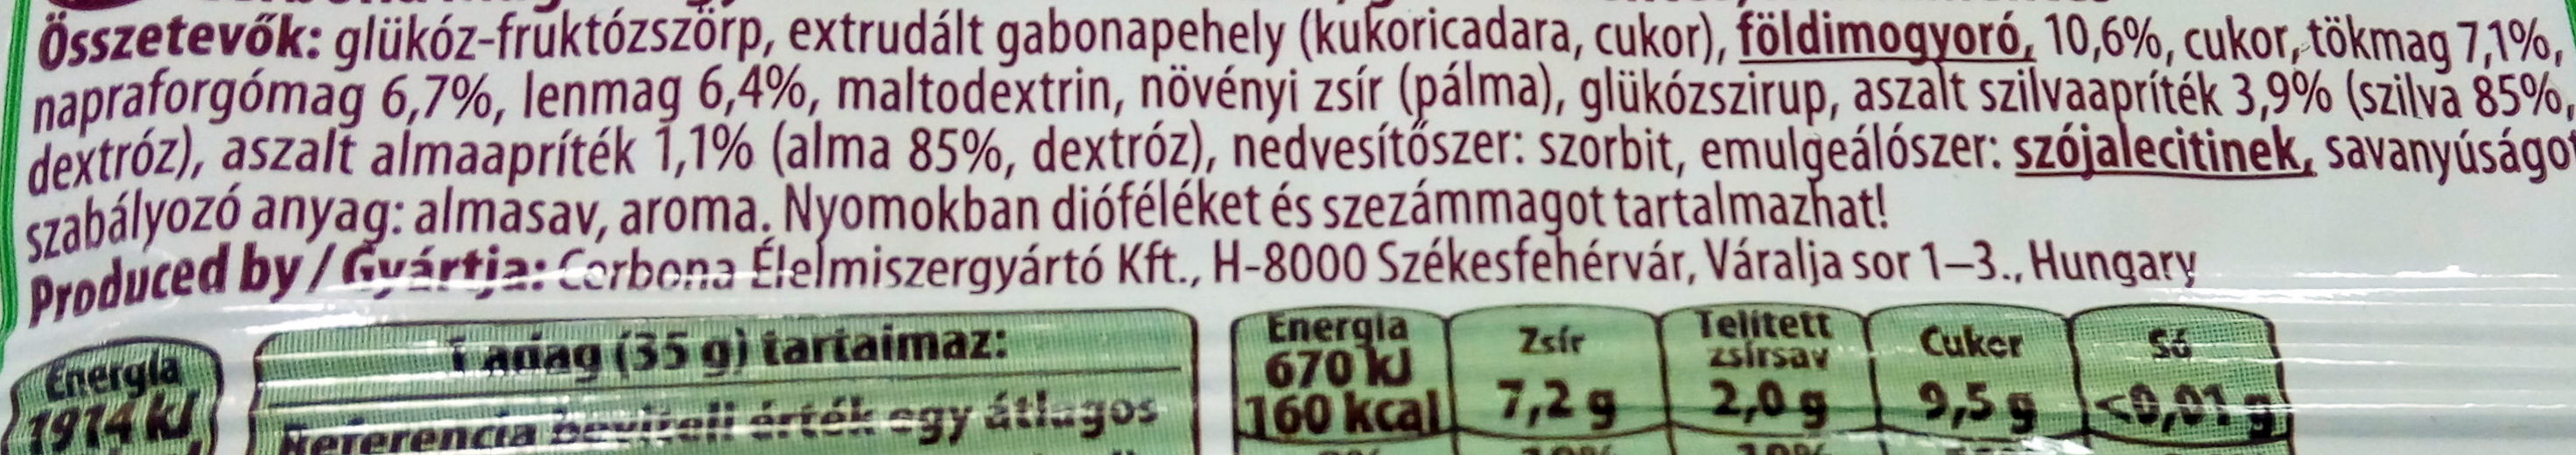 Összetevők: glükóz-fruktózszörp, extrudált gabonapehely (kukoricadara, cukor), földimogyoró, 10,6%, cukor, tökmag 7,1%,
napraforgómag 6,7%, lenmag 6,4%, maltodextrin, növényi zsír (pálma), glükózszirup, aszalt szilvaapríték 3,9% (szilva 85%,
dextróz), aszalt almaapríték 1,1% (alma 85%, dextróz), nedvesítőszer: szorbit, emulgeálószer: szójalecitinek, savanyúságot
szabályozó anyag: almasav, aroma. Nyomokban dióféléket és szezámmagot tartalmazhat!
Produced by / Gyártja: Cerbona Élelmiszergyártó Kft., H-8000 Székesfehérvár, Váralja sor 1–3., Hungary
Energia
1914 kJ
1 adag (35 g) tartalmaz:
Referencia beviteli érték egy átlagos
Energia
670 kJ
160 kcal
Zsír
7,2 g
Telített
zsírsav
2,0 g
Cukor
9,5 g
Só
<0,01 g